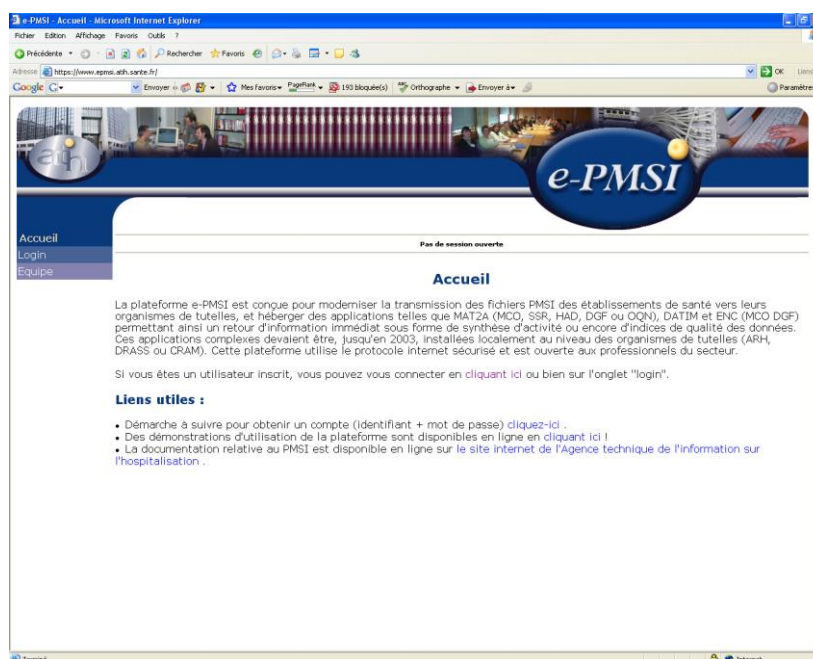 e-PMSI - Accueil - Microsoft Internet Explorer
Fichier Edition Affichage Favoris Outils ?
Précédente Rechercher Favoris
Adresse https://www.epmsi.atih.sante.fr/ OK Liens
Google G Envoyer Mes favoris PageRank 193 bloquée(s) Orthographe Envoyer à Paramètres
atih
e-PMSI
Accueil
Login
Equipe
Pas de session ouverte
Accueil
La plateforme e-PMSI est conçue pour moderniser la transmission des fichiers PMSI des établissements de santé vers leurs
organismes de tutelles, et héberger des applications telles que MAT2A (MCO, SSR, HAD, DGF ou OQN), DATIM et ENC (MCO DGF)
permettant ainsi un retour d'information immédiat sous forme de synthèse d'activité ou encore d'indices de qualité des données.
Ces applications complexes devaient être, jusqu'en 2003, installées localement au niveau des organismes de tutelles (ARH,
DRASS ou CRAM). Cette plateforme utilise le protocole internet sécurisé et est ouverte aux professionnels du secteur.
Si vous êtes un utilisateur inscrit, vous pouvez vous connecter en cliquant ici ou bien sur l'onglet "login".
Liens utiles :
• Démarche à suivre pour obtenir un compte (identifiant + mot de passe) cliquez-ici .
• Des démonstrations d'utilisation de la plateforme sont disponibles en ligne en cliquant ici !
• La documentation relative au PMSI est disponible en ligne sur le site internet de l'Agence technique de l'information sur
l'hospitalisation .
Terminé Internet